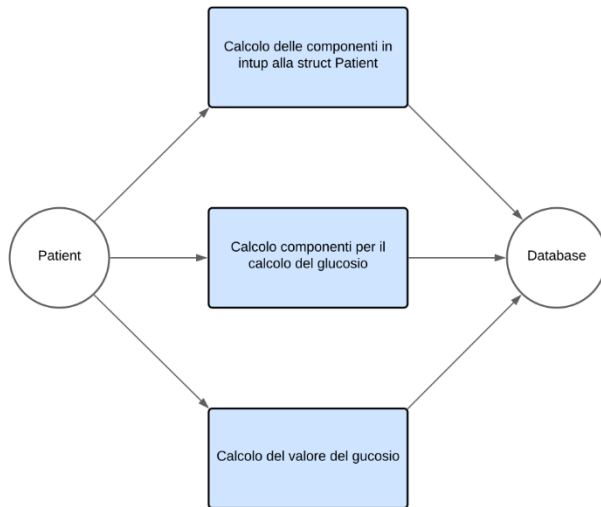 Calcolo delle componenti in
intup alla struct Patient
Patient
Calcolo componenti per il
calcolo del glucosio
Database
Calcolo del valore del gucosio